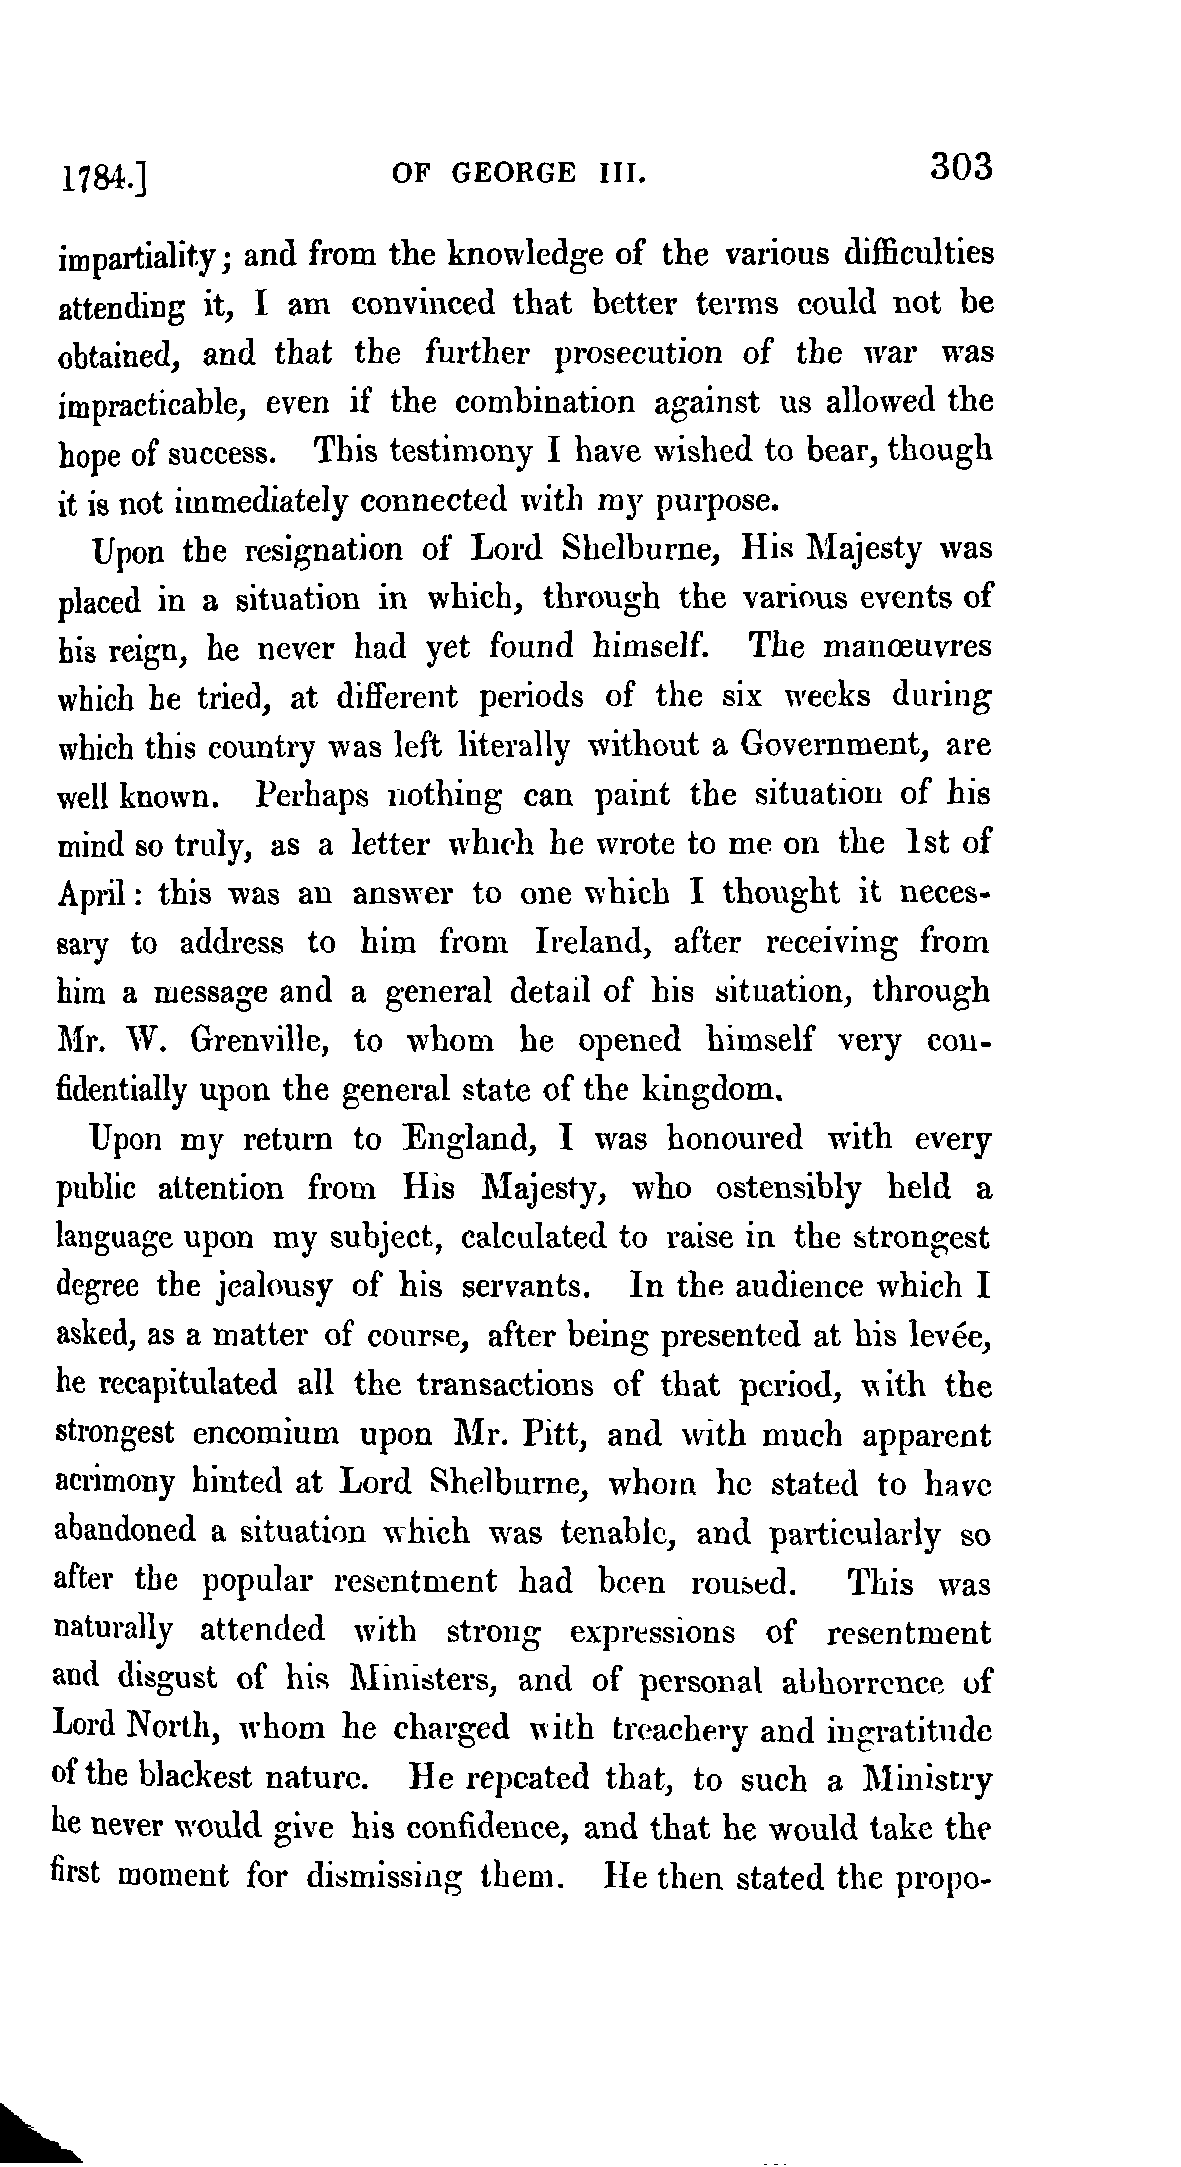 1784.] OF GEORGE III. 303
impartiality; and from the knowledge of the various difficulties
attending it, I am convinced that better terms could not be
obtained, and that the further prosecution of the war was
impracticable, even if the combination against us allowed the
hope of success. This testimony I have wished to bear, though
it is not immediately connected with my purpose.
Upon the resignation of Lord Shelburne, His Majesty was
placed in a situation in which, through the various events of
his reign, he never had yet found himself. The manœuvres
which he tried, at different periods of the six weeks during
which this country was left literally without a Government, are
well known. Perhaps nothing can paint the situation of his
mind so truly, as a letter which he wrote to me on the 1st of
April: this was an answer to one which I thought it neces-
sary to address to him from Ireland, after receiving from
him a message and a general detail of his situation, through
Mr. W. Grenville, to whom he opened himself very con-
fidentially upon the general state of the kingdom.
Upon my return to England, I was honoured with every
public attention from His Majesty, who ostensibly held a
language upon my subject, calculated to raise in the strongest
degree the jealousy of his servants. In the audience which I
asked, as a matter of course, after being presented at his levée,
he recapitulated all the transactions of that period, with the
strongest encomium upon Mr. Pitt, and with much apparent
acrimony hinted at Lord Shelburne, whom he stated to have
abandoned a situation which was tenable, and particularly so
after the popular resentment had been roused. This was
naturally attended with strong expressions of resentment
and disgust of his Ministers, and of personal abhorrence of
Lord North, whom he charged with treachery and ingratitude
of the blackest nature. He repeated that, to such a Ministry
he never would give his confidence, and that he would take the
first moment for dismissing them. He then stated the propo-